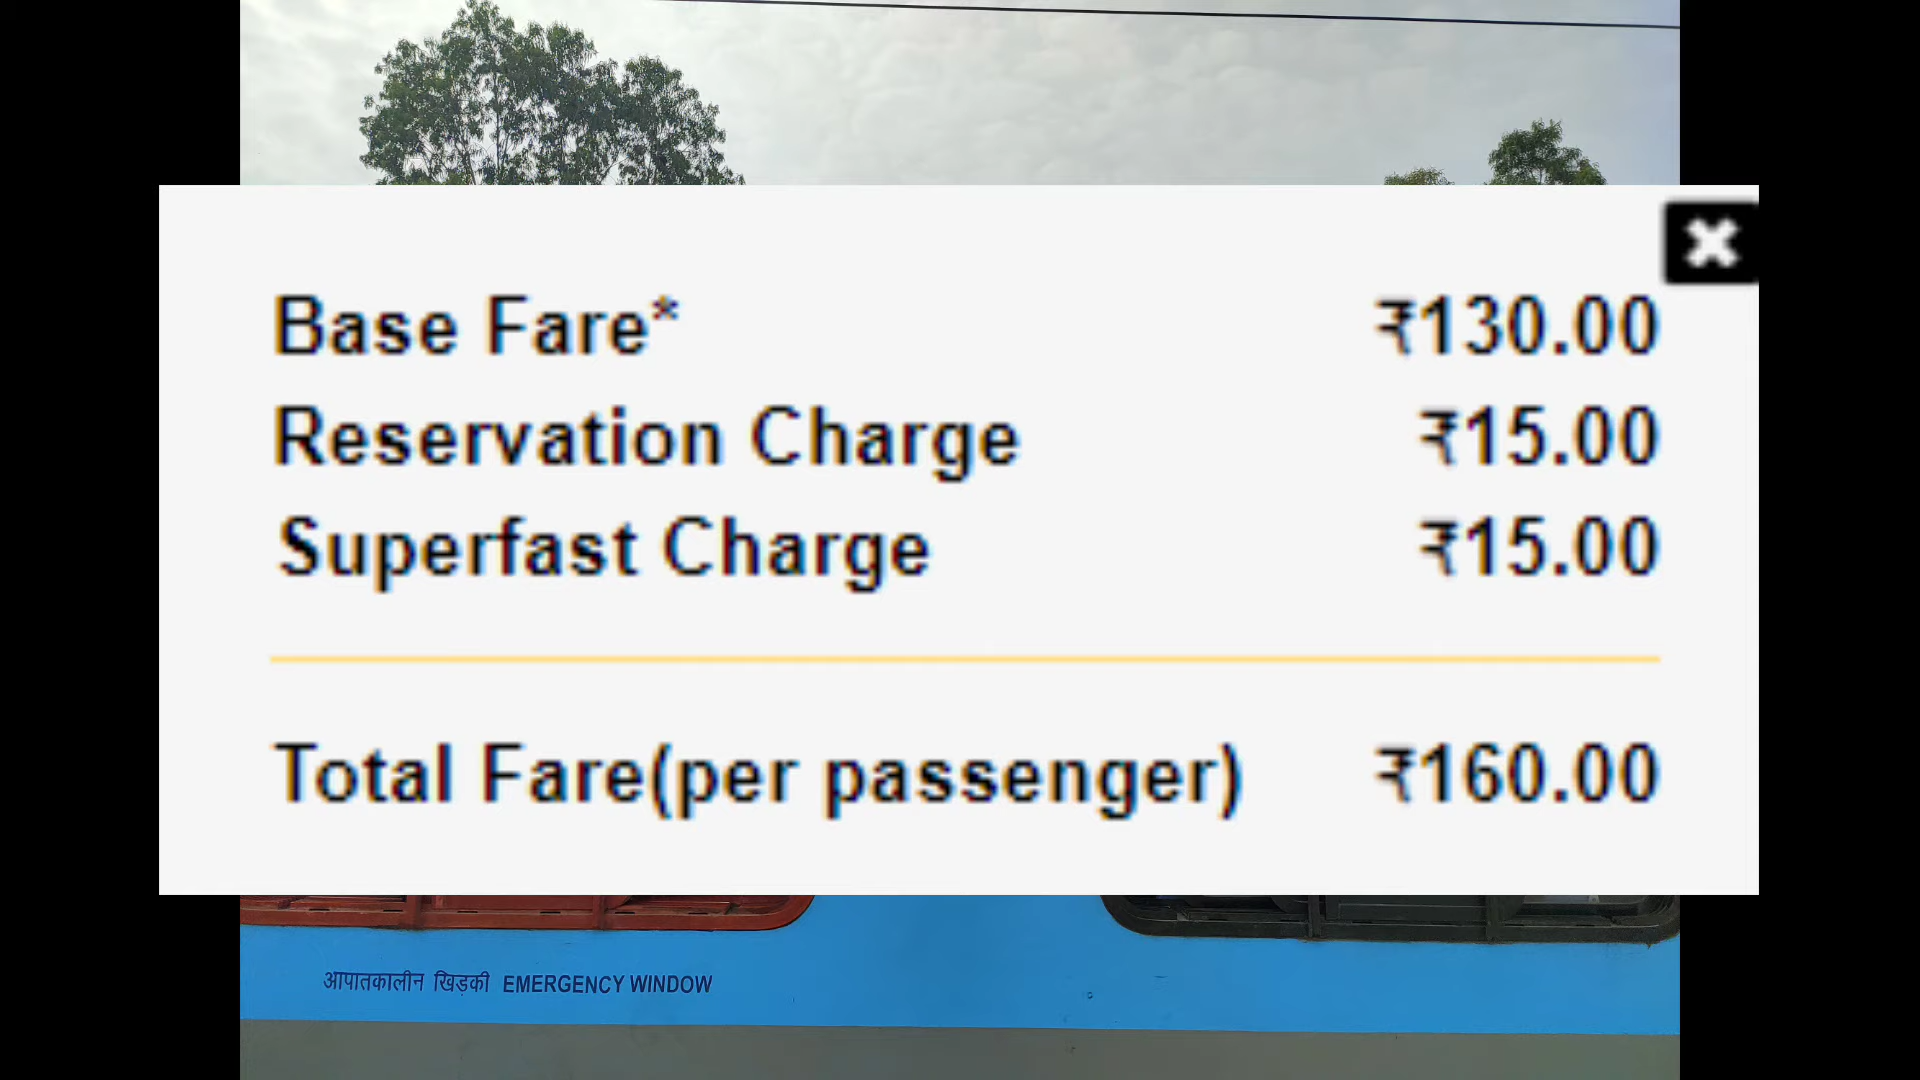 Base Fare* ₹130.00
Reservation Charge ₹15.00
Superfast Charge ₹15.00
Total Fare(per passenger) ₹160.00
आपातकालीन खिड़की EMERGENCY WINDOW